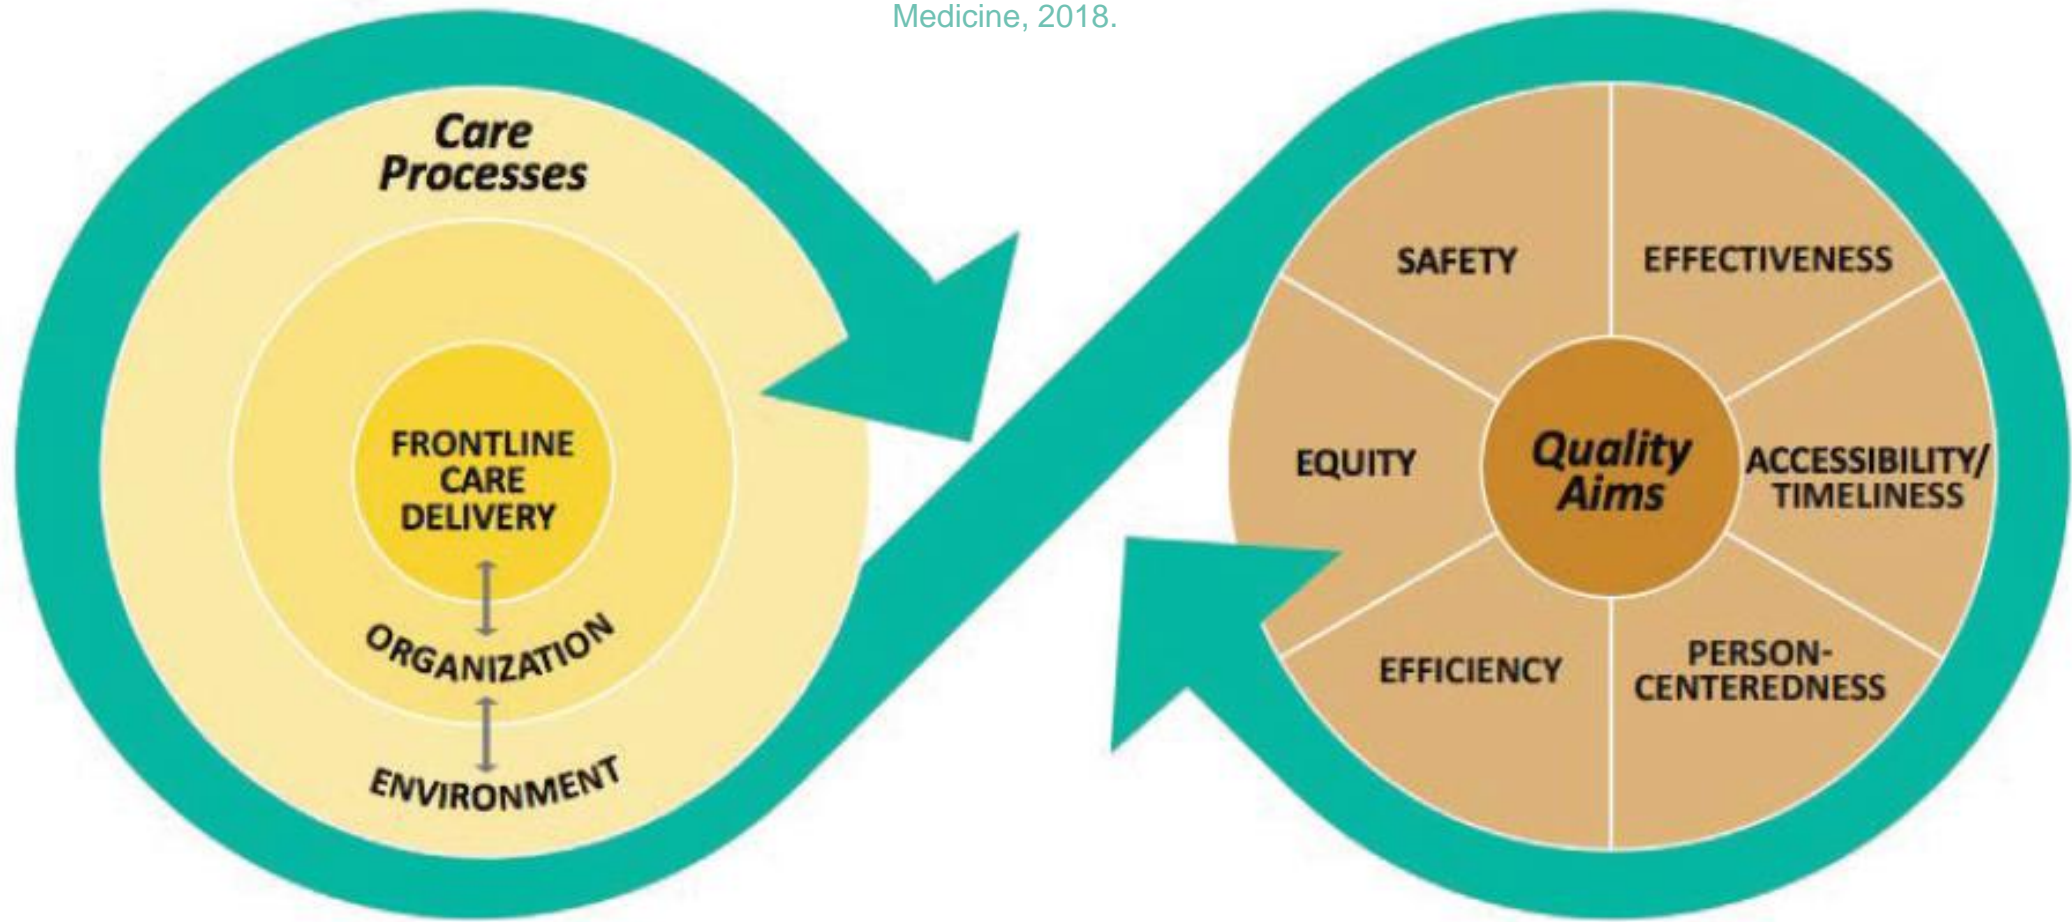 Medicine, 2018.
Care
Processes
FRONTLINE
CARE
DELIVERY
ORGANIZATION
ENVIRONMENT
SAFETY
EFFECTIVENESS
EQUITY
Quality
Aims
ACCESSIBILITY/
TIMELINESS
EFFICIENCY
PERSON-
CENTEREDNESS